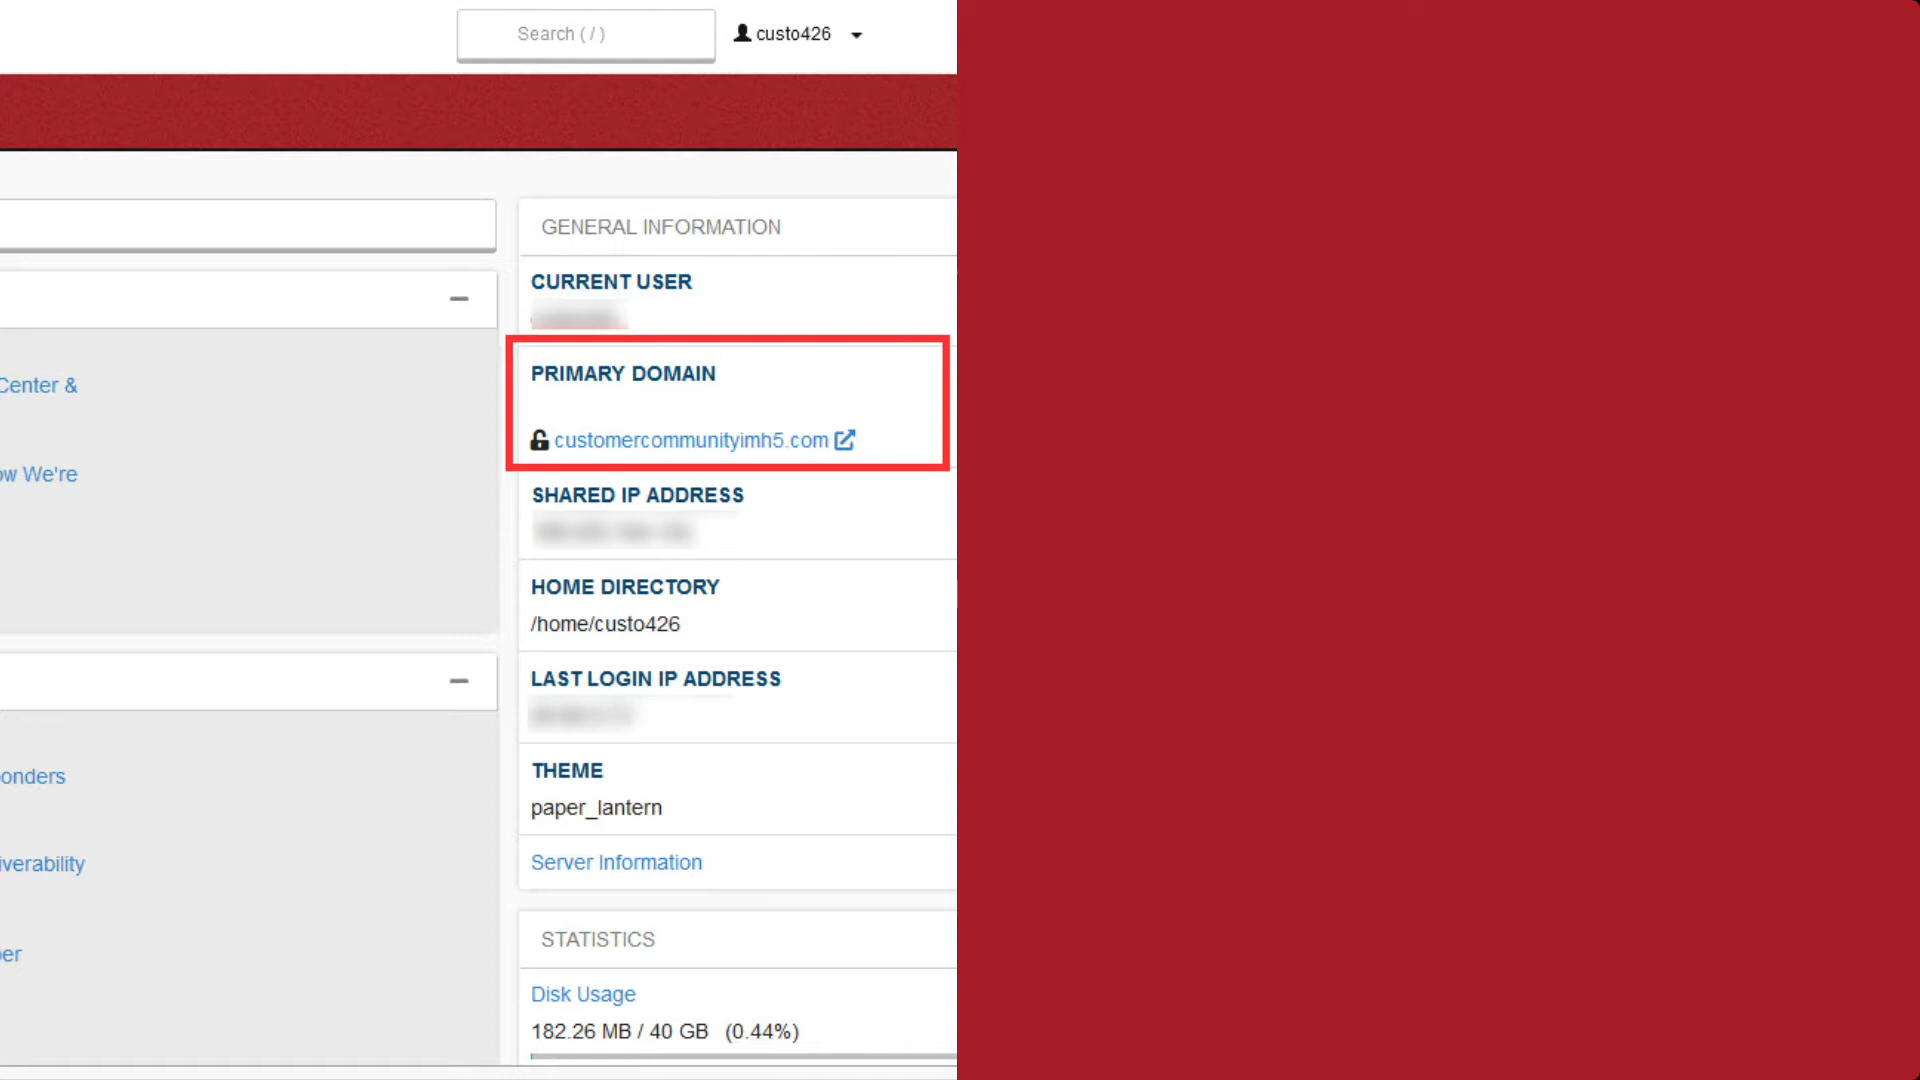 Search ( / )
custo426
GENERAL INFORMATION
CURRENT USER
PRIMARY DOMAIN
customercommunityimh5.com
SHARED IP ADDRESS
HOME DIRECTORY
/home/custo426
LAST LOGIN IP ADDRESS
THEME
paper_lantern
Server Information
STATISTICS
Disk Usage
182.26 MB / 40 GB (0.44%)
Center &
ow We're
onders
iverability
er